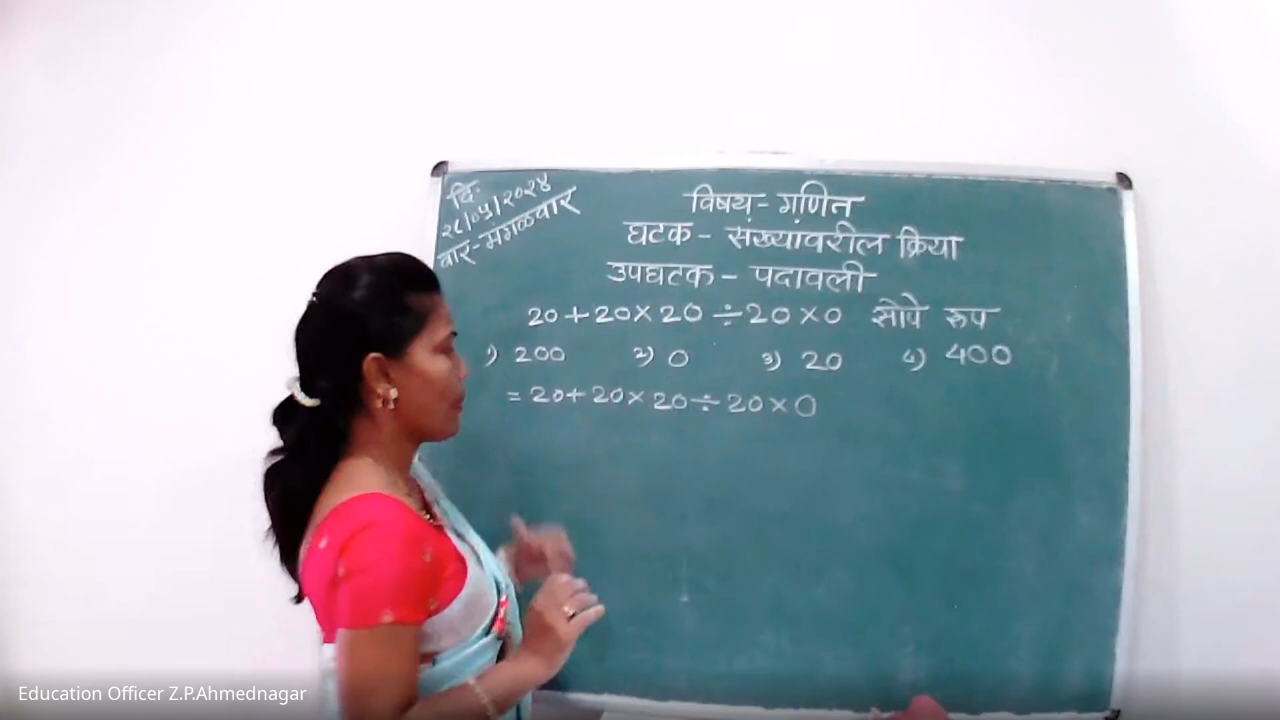 दि:
२८/०५/२०२४
वार-मंगळवार
विषय - गणित
घटक - संख्यांवरील क्रिया
उपघटक - पदावली
20+20×20÷20×0 सोपे रूप
१) 200 २) 0 ३) 20 ४) 400
= 20+20×20÷20×0
Education Officer Z.P.Ahmednagar